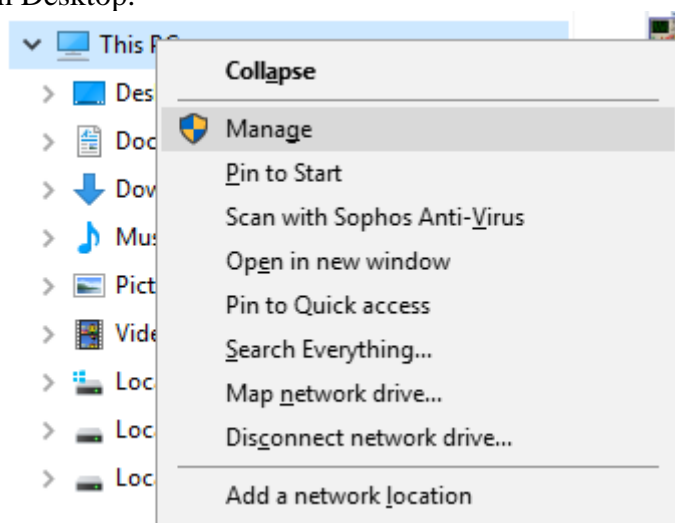 n Desktop.
This P
Collapse
Des
Manage
Doc
Pin to Start
Dow
Scan with Sophos Anti-Virus
Mus
Open in new window
Pict
Pin to Quick access
Vide
Search Everything...
Loc
Map network drive...
Loc
Disconnect network drive...
Loc
Add a network location